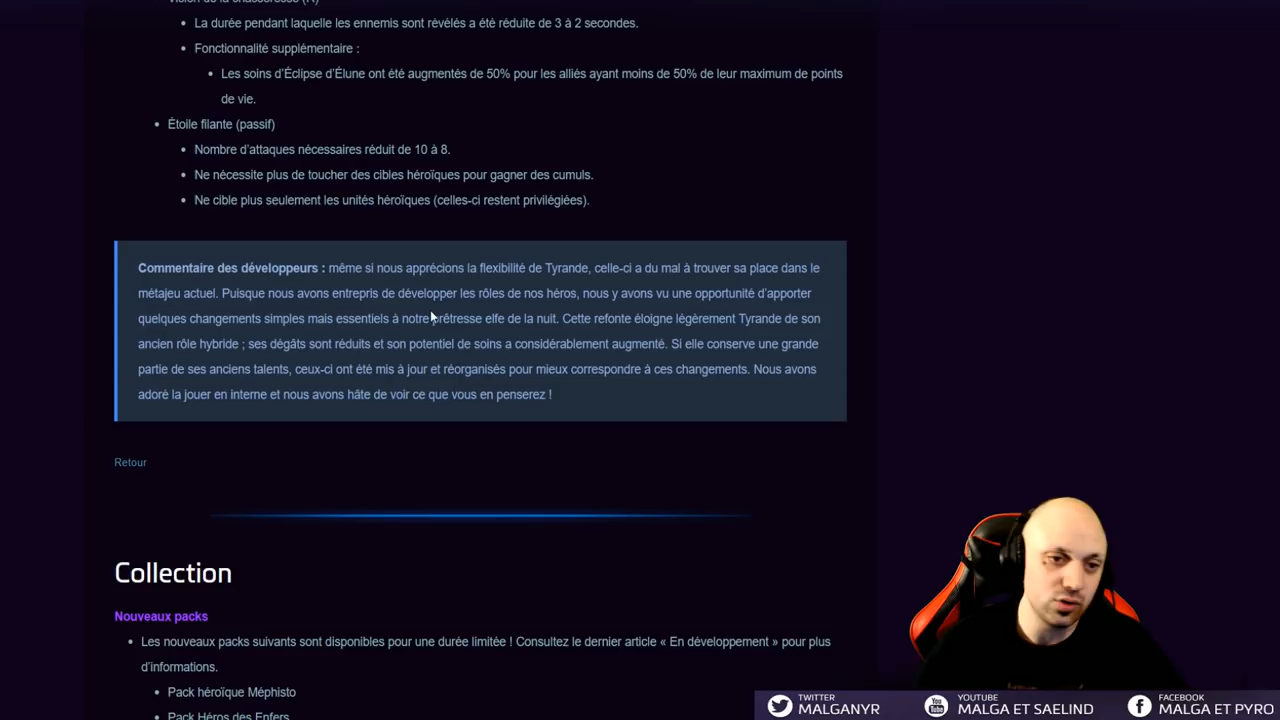 Vision de la chasseresse (R)
La durée pendant laquelle les ennemis sont révélés a été réduite de 3 à 2 secondes.
Fonctionnalité supplémentaire :
Les soins d’Éclipse d’Élune ont été augmentés de 50% pour les alliés ayant moins de 50% de leur maximum de points
de vie.
Étoile filante (passif)
Nombre d’attaques nécessaires réduit de 10 à 8.
Ne nécessite plus de toucher des cibles héroïques pour gagner des cumuls.
Ne cible plus seulement les unités héroïques (celles-ci restent privilégiées).
Commentaire des développeurs : même si nous apprécions la flexibilité de Tyrande, celle-ci a du mal à trouver sa place dans le
métajeu actuel. Puisque nous avons entrepris de développer les rôles de nos héros, nous y avons vu une opportunité d’apporter
quelques changements simples mais essentiels à notre prêtresse elfe de la nuit. Cette refonte éloigne légèrement Tyrande de son
ancien rôle hybride ; ses dégâts sont réduits et son potentiel de soins a considérablement augmenté. Si elle conserve une grande
partie de ses anciens talents, ceux-ci ont été mis à jour et réorganisés pour mieux correspondre à ces changements. Nous avons
adoré la jouer en interne et nous avons hâte de voir ce que vous en penserez !
Retour
Collection
Nouveaux packs
Les nouveaux packs suivants sont disponibles pour une durée limitée ! Consultez le dernier article « En développement » pour plus
d’informations.
Pack héroïque Méphisto
Pack Héros des Enfers
TWITTER
MALGANYR
YOUTUBE
MALGA ET SAELIND
FACEBOOK
MALGA ET PYRO